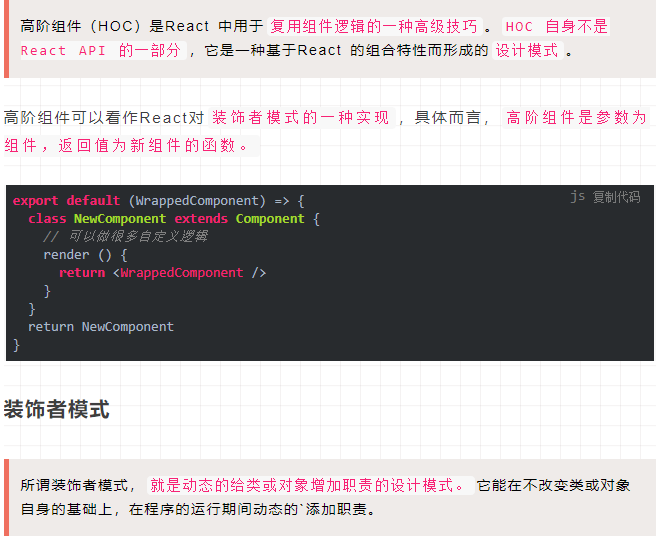 高阶组件（HOC）是React 中用于 复用组件逻辑的一种高级技巧 。 HOC 自身不是
React API 的一部分 ，它是一种基于React 的组合特性而形成的 设计模式 。
高阶组件可以看作React对 装饰者模式的一种实现 ，具体而言， 高阶组件是参数为
组件，返回值为新组件的函数。
js 复制代码
export default (WrappedComponent) => {
  class NewComponent extends Component {
    // 可以做很多自定义逻辑
    render () {
      return <WrappedComponent />
    }
  }
  return NewComponent
}
装饰者模式
所谓装饰者模式， 就是动态的给类或对象增加职责的设计模式。 它能在不改变类或对象
自身的基础上，在程序的运行期间动态的`添加职责。